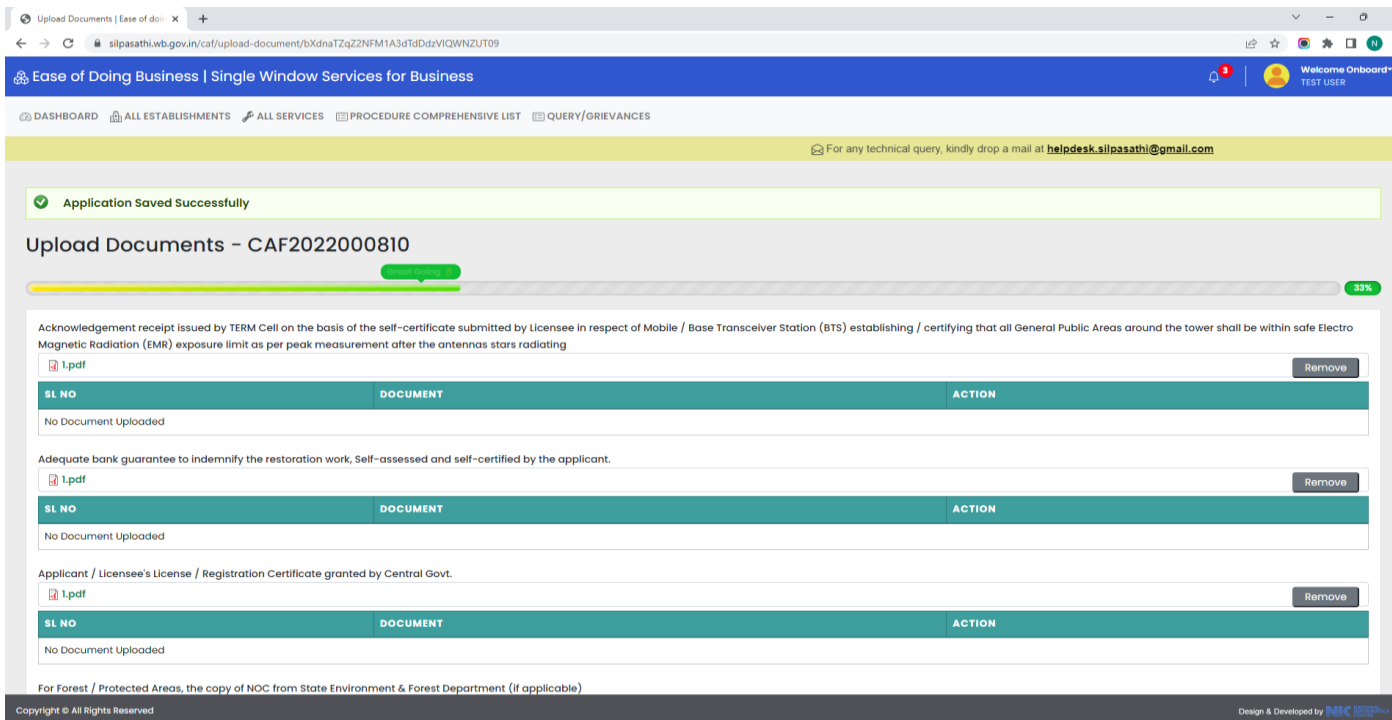 Upload Documents | Ease of doin
silpasathi.wb.gov.in/caf/upload-document/bXdnaTZqZ2NFM1A3dTdDdzVIQWNZUT09
N
Ease of Doing Business | Single Window Services for Business
3
Welcome Onboard
TEST USER
DASHBOARD ALL ESTABLISHMENTS ALL SERVICES PROCEDURE COMPREHENSIVE LIST QUERY/GRIEVANCES
For any technical query, kindly drop a mail at helpdesk.silpasathi@gmail.com
Application Saved Successfully
Upload Documents - CAF2022000810
Great Going
33%
Acknowledgement receipt issued by TERM Cell on the basis of the self-certificate submitted by Licensee in respect of Mobile / Base Transceiver Station (BTS) establishing / certifying that all General Public Areas around the tower shall be within safe Electro
Magnetic Radiation (EMR) exposure limit as per peak measurement after the antennas stars radiating
1.pdf Remove
SL NO DOCUMENT ACTION
No Document Uploaded
Adequate bank guarantee to indemnify the restoration work, Self-assessed and self-certified by the applicant.
1.pdf Remove
SL NO DOCUMENT ACTION
No Document Uploaded
Applicant / Licensee's License / Registration Certificate granted by Central Govt.
1.pdf Remove
SL NO DOCUMENT ACTION
No Document Uploaded
For Forest / Protected Areas, the copy of NOC from State Environment & Forest Department (if applicable)
Copyright © All Rights Reserved
Design & Developed by NIC